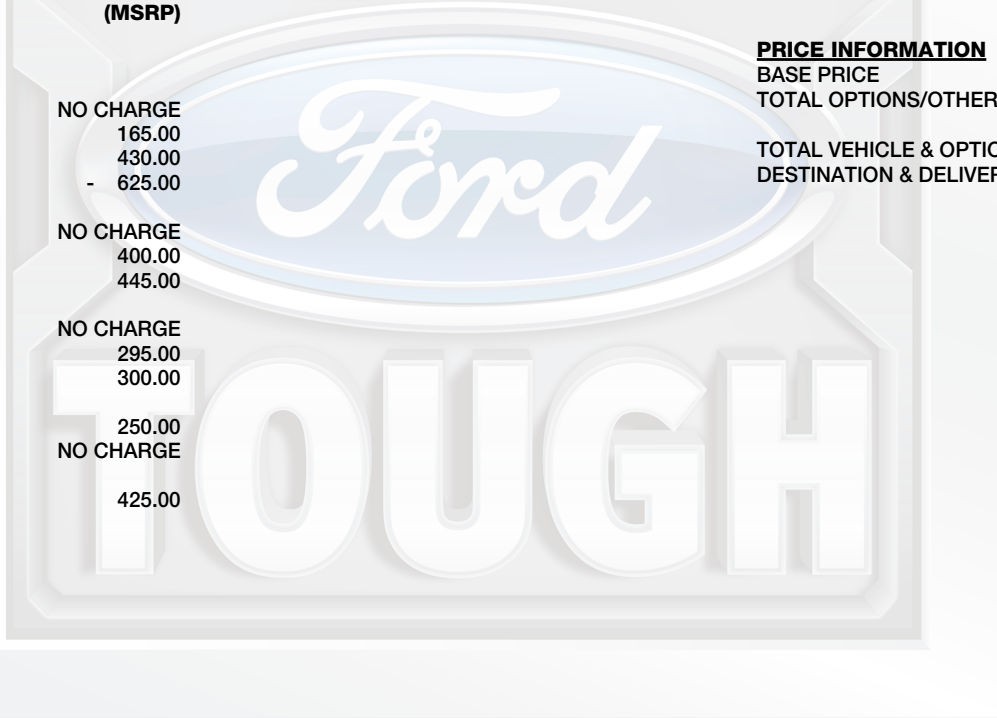 (MSRP)
NO CHARGE
165.00
430.00
- 625.00
NO CHARGE
400.00
445.00
NO CHARGE
295.00
300.00
250.00
NO CHARGE
425.00
PRICE INFORMATION
BASE PRICE
TOTAL OPTIONS/OTHER
TOTAL VEHICLE & OPTIO
DESTINATION & DELIVER
Ford
TOUGH